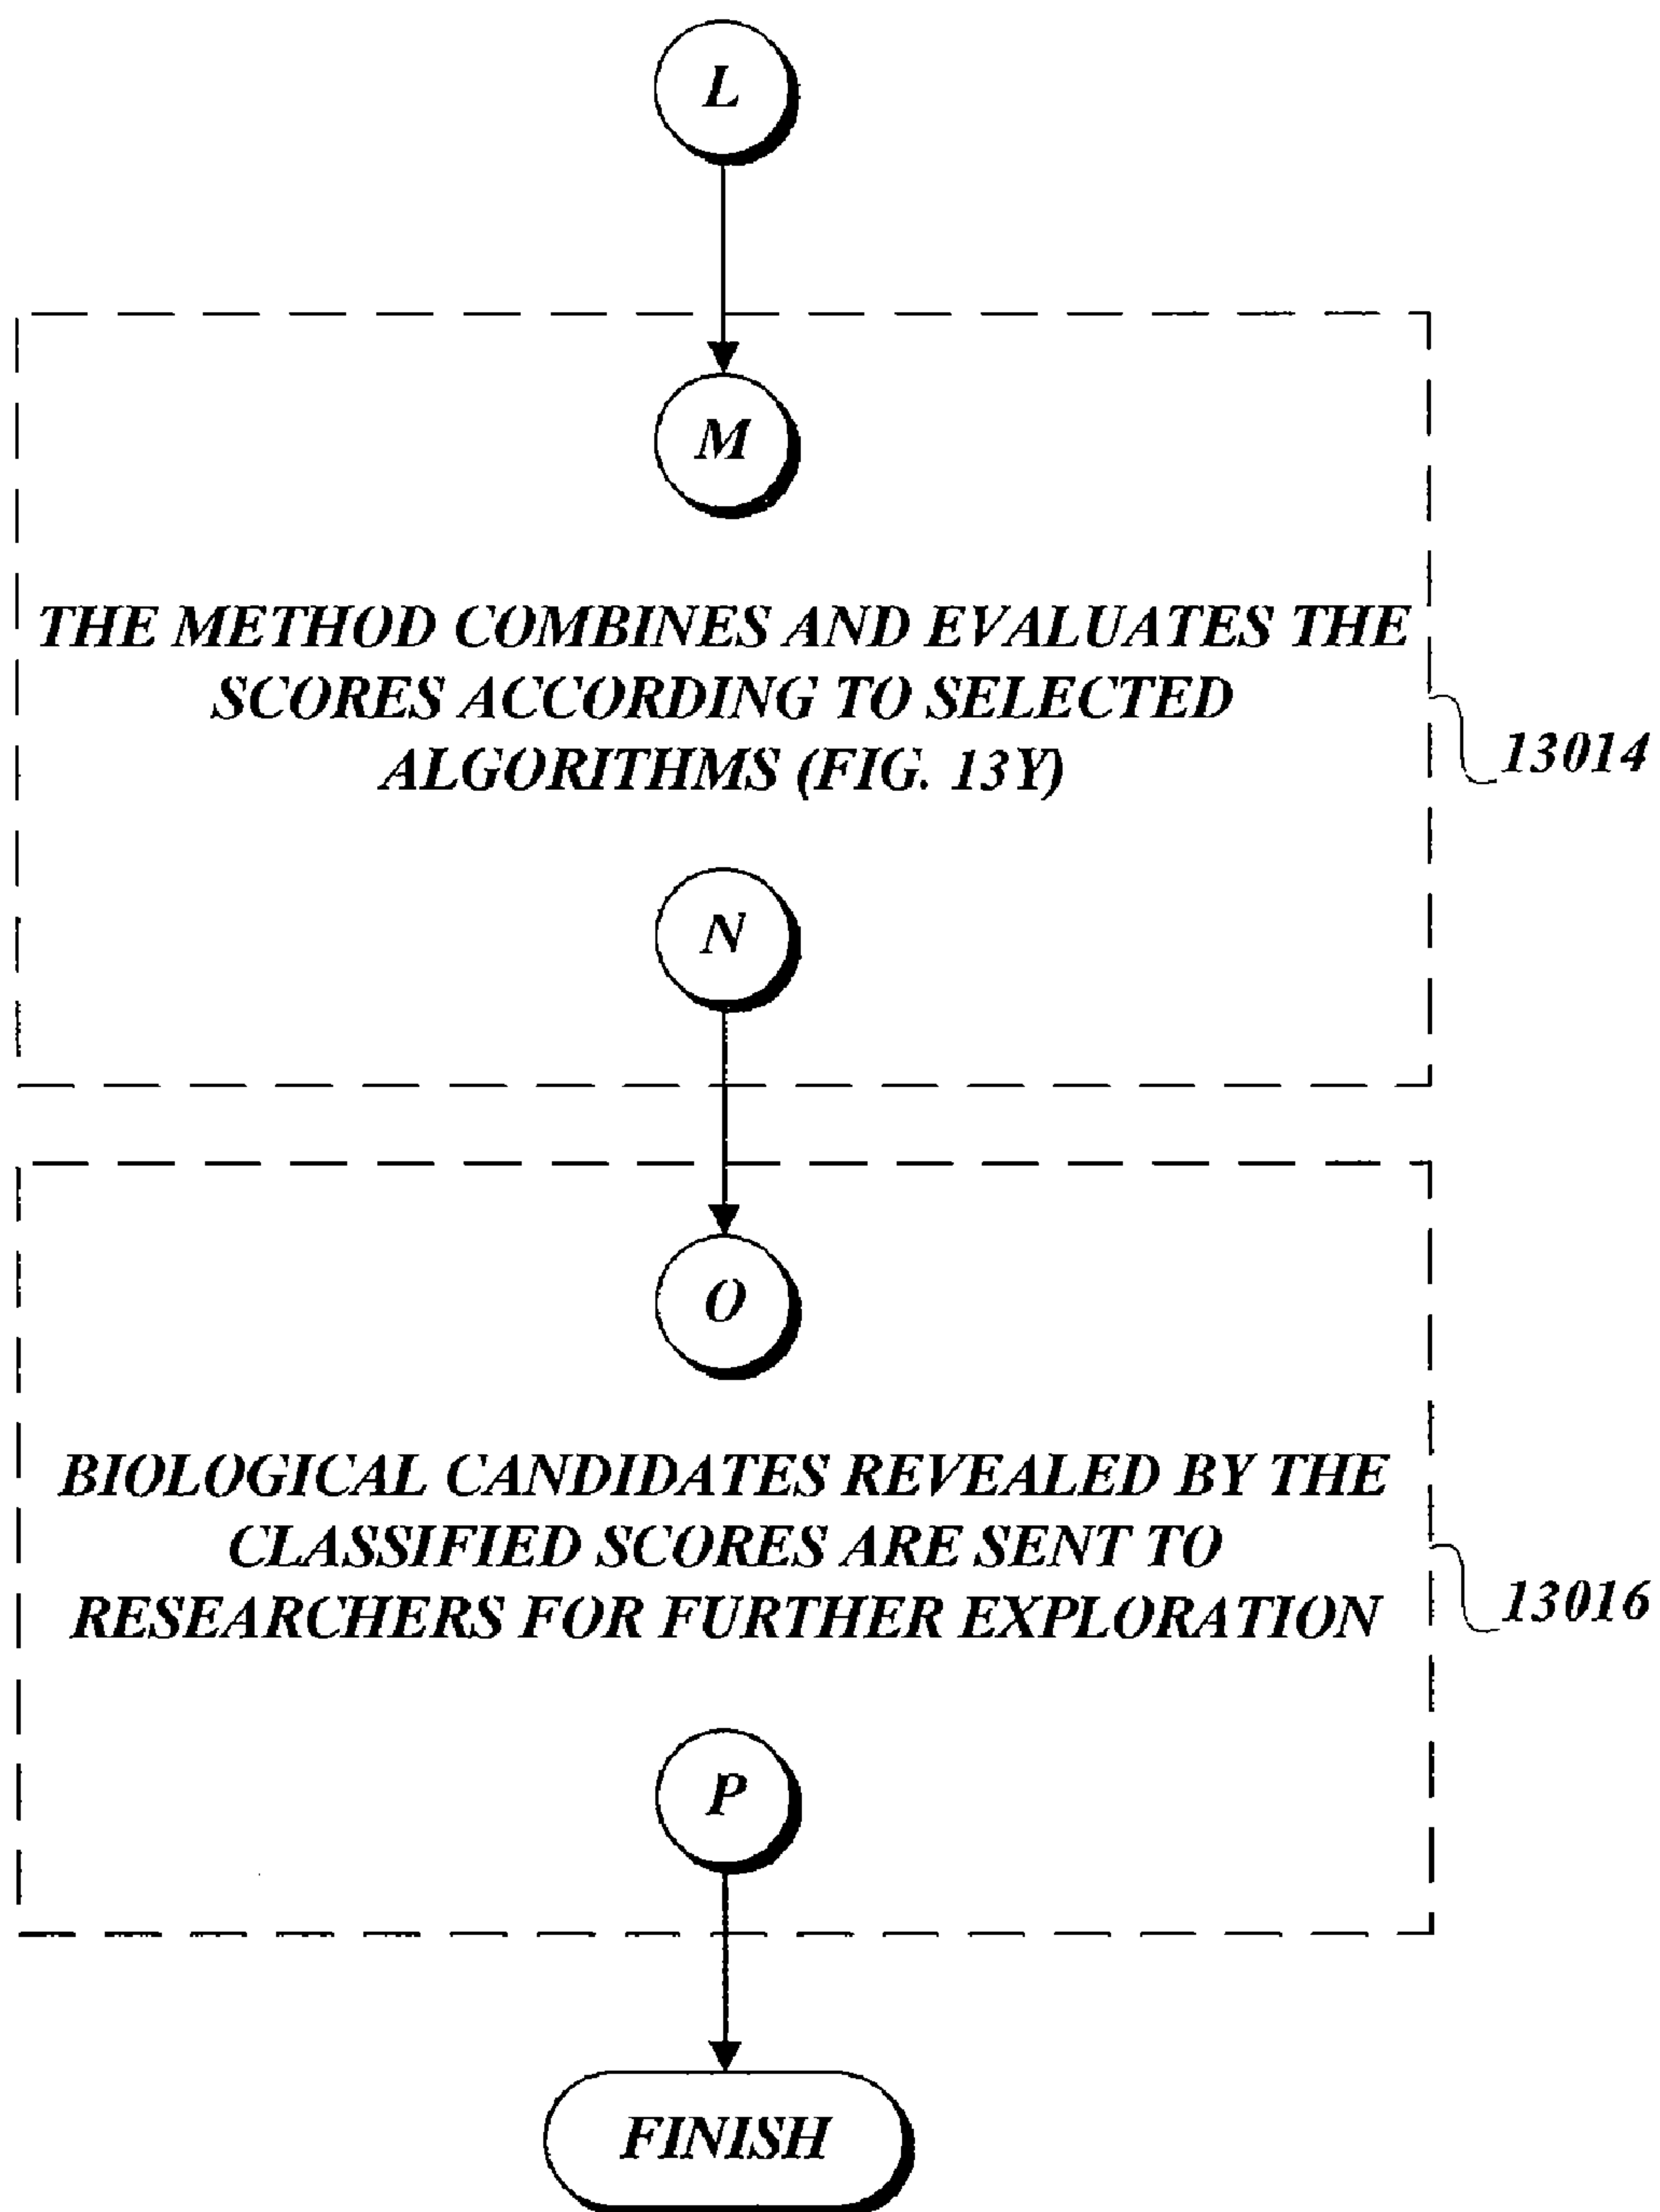 L
M
THE METHOD COMBINES AND EVALUATES THE
SCORES ACCORDING TO SELECTED
ALGORITHMS (FIG. 13Y)
13014
N
O
BIOLOGICAL CANDIDATES REVEALED BY THE
CLASSIFIED SCORES ARE SENT TO
RESEARCHERS FOR FURTHER EXPLORATION
13016
P
FINISH